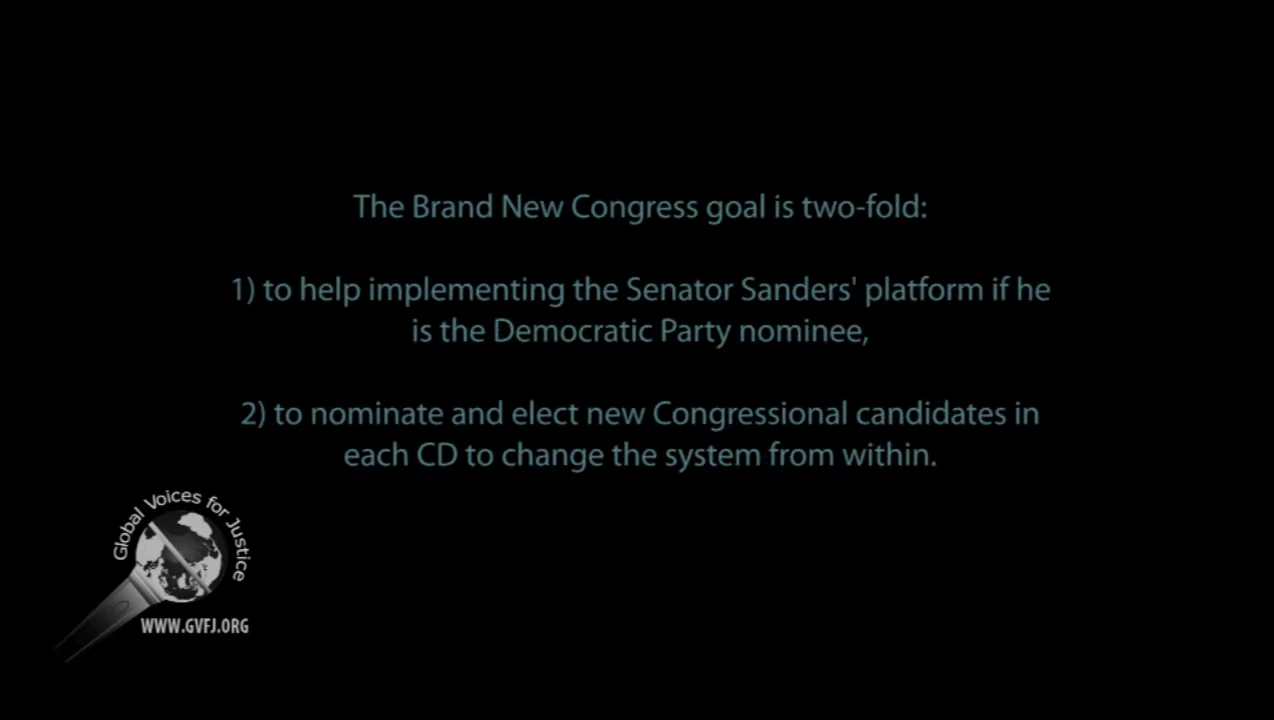 The Brand New Congress goal is two-fold:
1) to help implementing the Senator Sanders' platform if he
is the Democratic Party nominee,
2) to nominate and elect new Congressional candidates in
each CD to change the system from within.
Global Voices for Justice
WWW.GVFJ.ORG